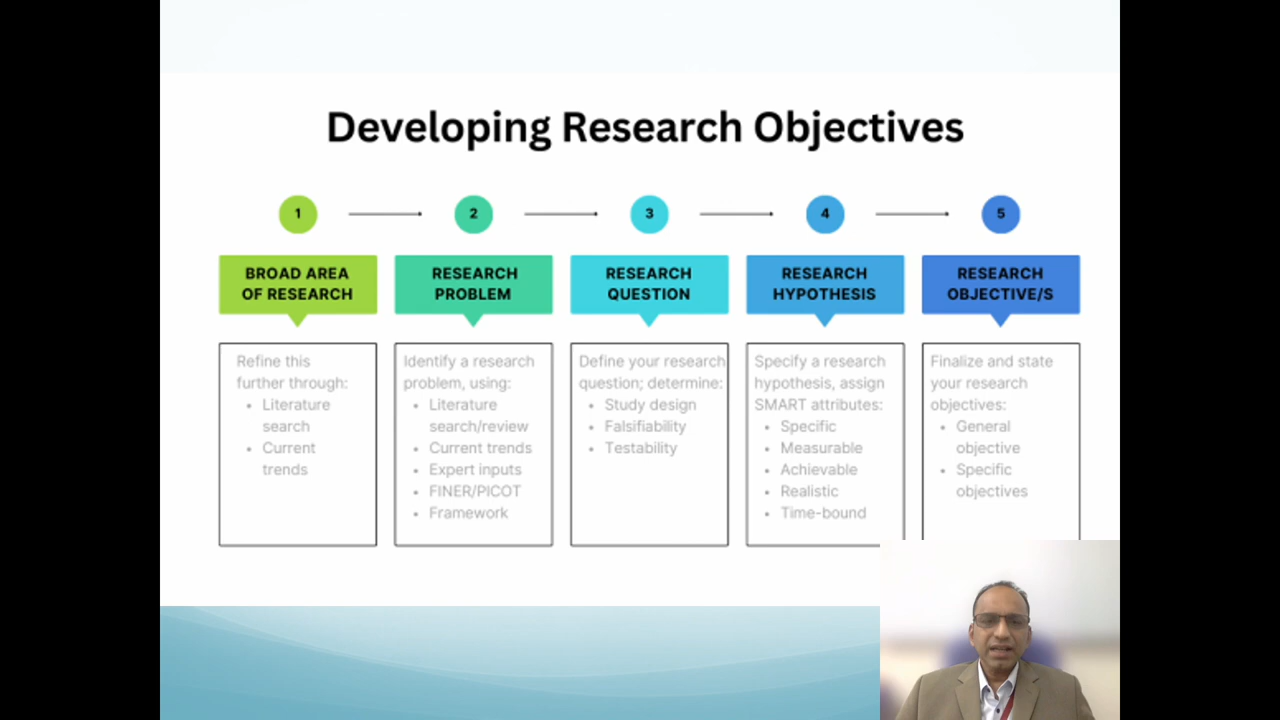 Developing Research Objectives
1
2
3
4
5
BROAD AREA
OF RESEARCH
RESEARCH
PROBLEM
RESEARCH
QUESTION
RESEARCH
HYPOTHESIS
RESEARCH
OBJECTIVE/S
Refine this
further through:
• Literature
search
• Current
trends
Identify a research
problem, using:
• Literature
search/review
• Current trends
• Expert inputs
• FINER/PICOT
• Framework
Define your research
question; determine:
• Study design
• Falsifiability
• Testability
Specify a research
hypothesis, assign
SMART attributes:
• Specific
• Measurable
• Achievable
• Realistic
• Time-bound
Finalize and state
your research
objectives:
• General
objective
• Specific
objectives